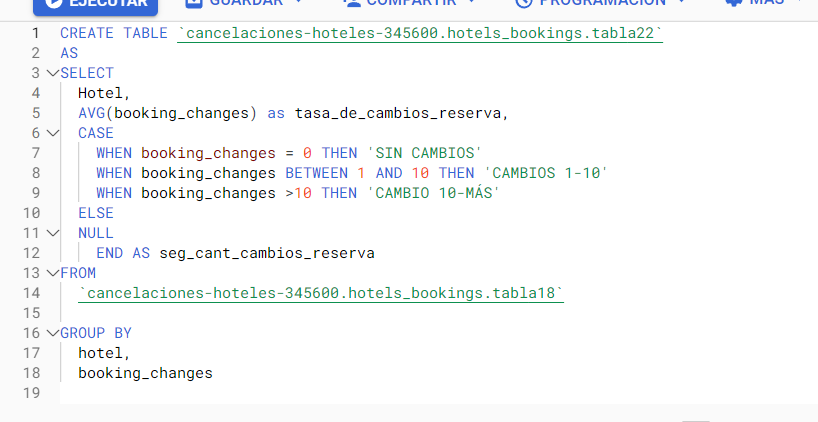 EJECUTAR GUARDAR COMPARTIR PROGRAMACIÓN MÁS
1 CREATE TABLE `cancelaciones-hoteles-345600.hotels_bookings.tabla22`
2 AS
3 SELECT
4 Hotel,
5 AVG(booking_changes) as tasa_de_cambios_reserva,
6 CASE
7 WHEN booking_changes = 0 THEN 'SIN CAMBIOS'
8 WHEN booking_changes BETWEEN 1 AND 10 THEN 'CAMBIOS 1-10'
9 WHEN booking_changes >10 THEN 'CAMBIO 10-MÁS'
10 ELSE
11 NULL
12 END AS seg_cant_cambios_reserva
13 FROM
14 `cancelaciones-hoteles-345600.hotels_bookings.tabla18`
15
16 GROUP BY
17 hotel,
18 booking_changes
19